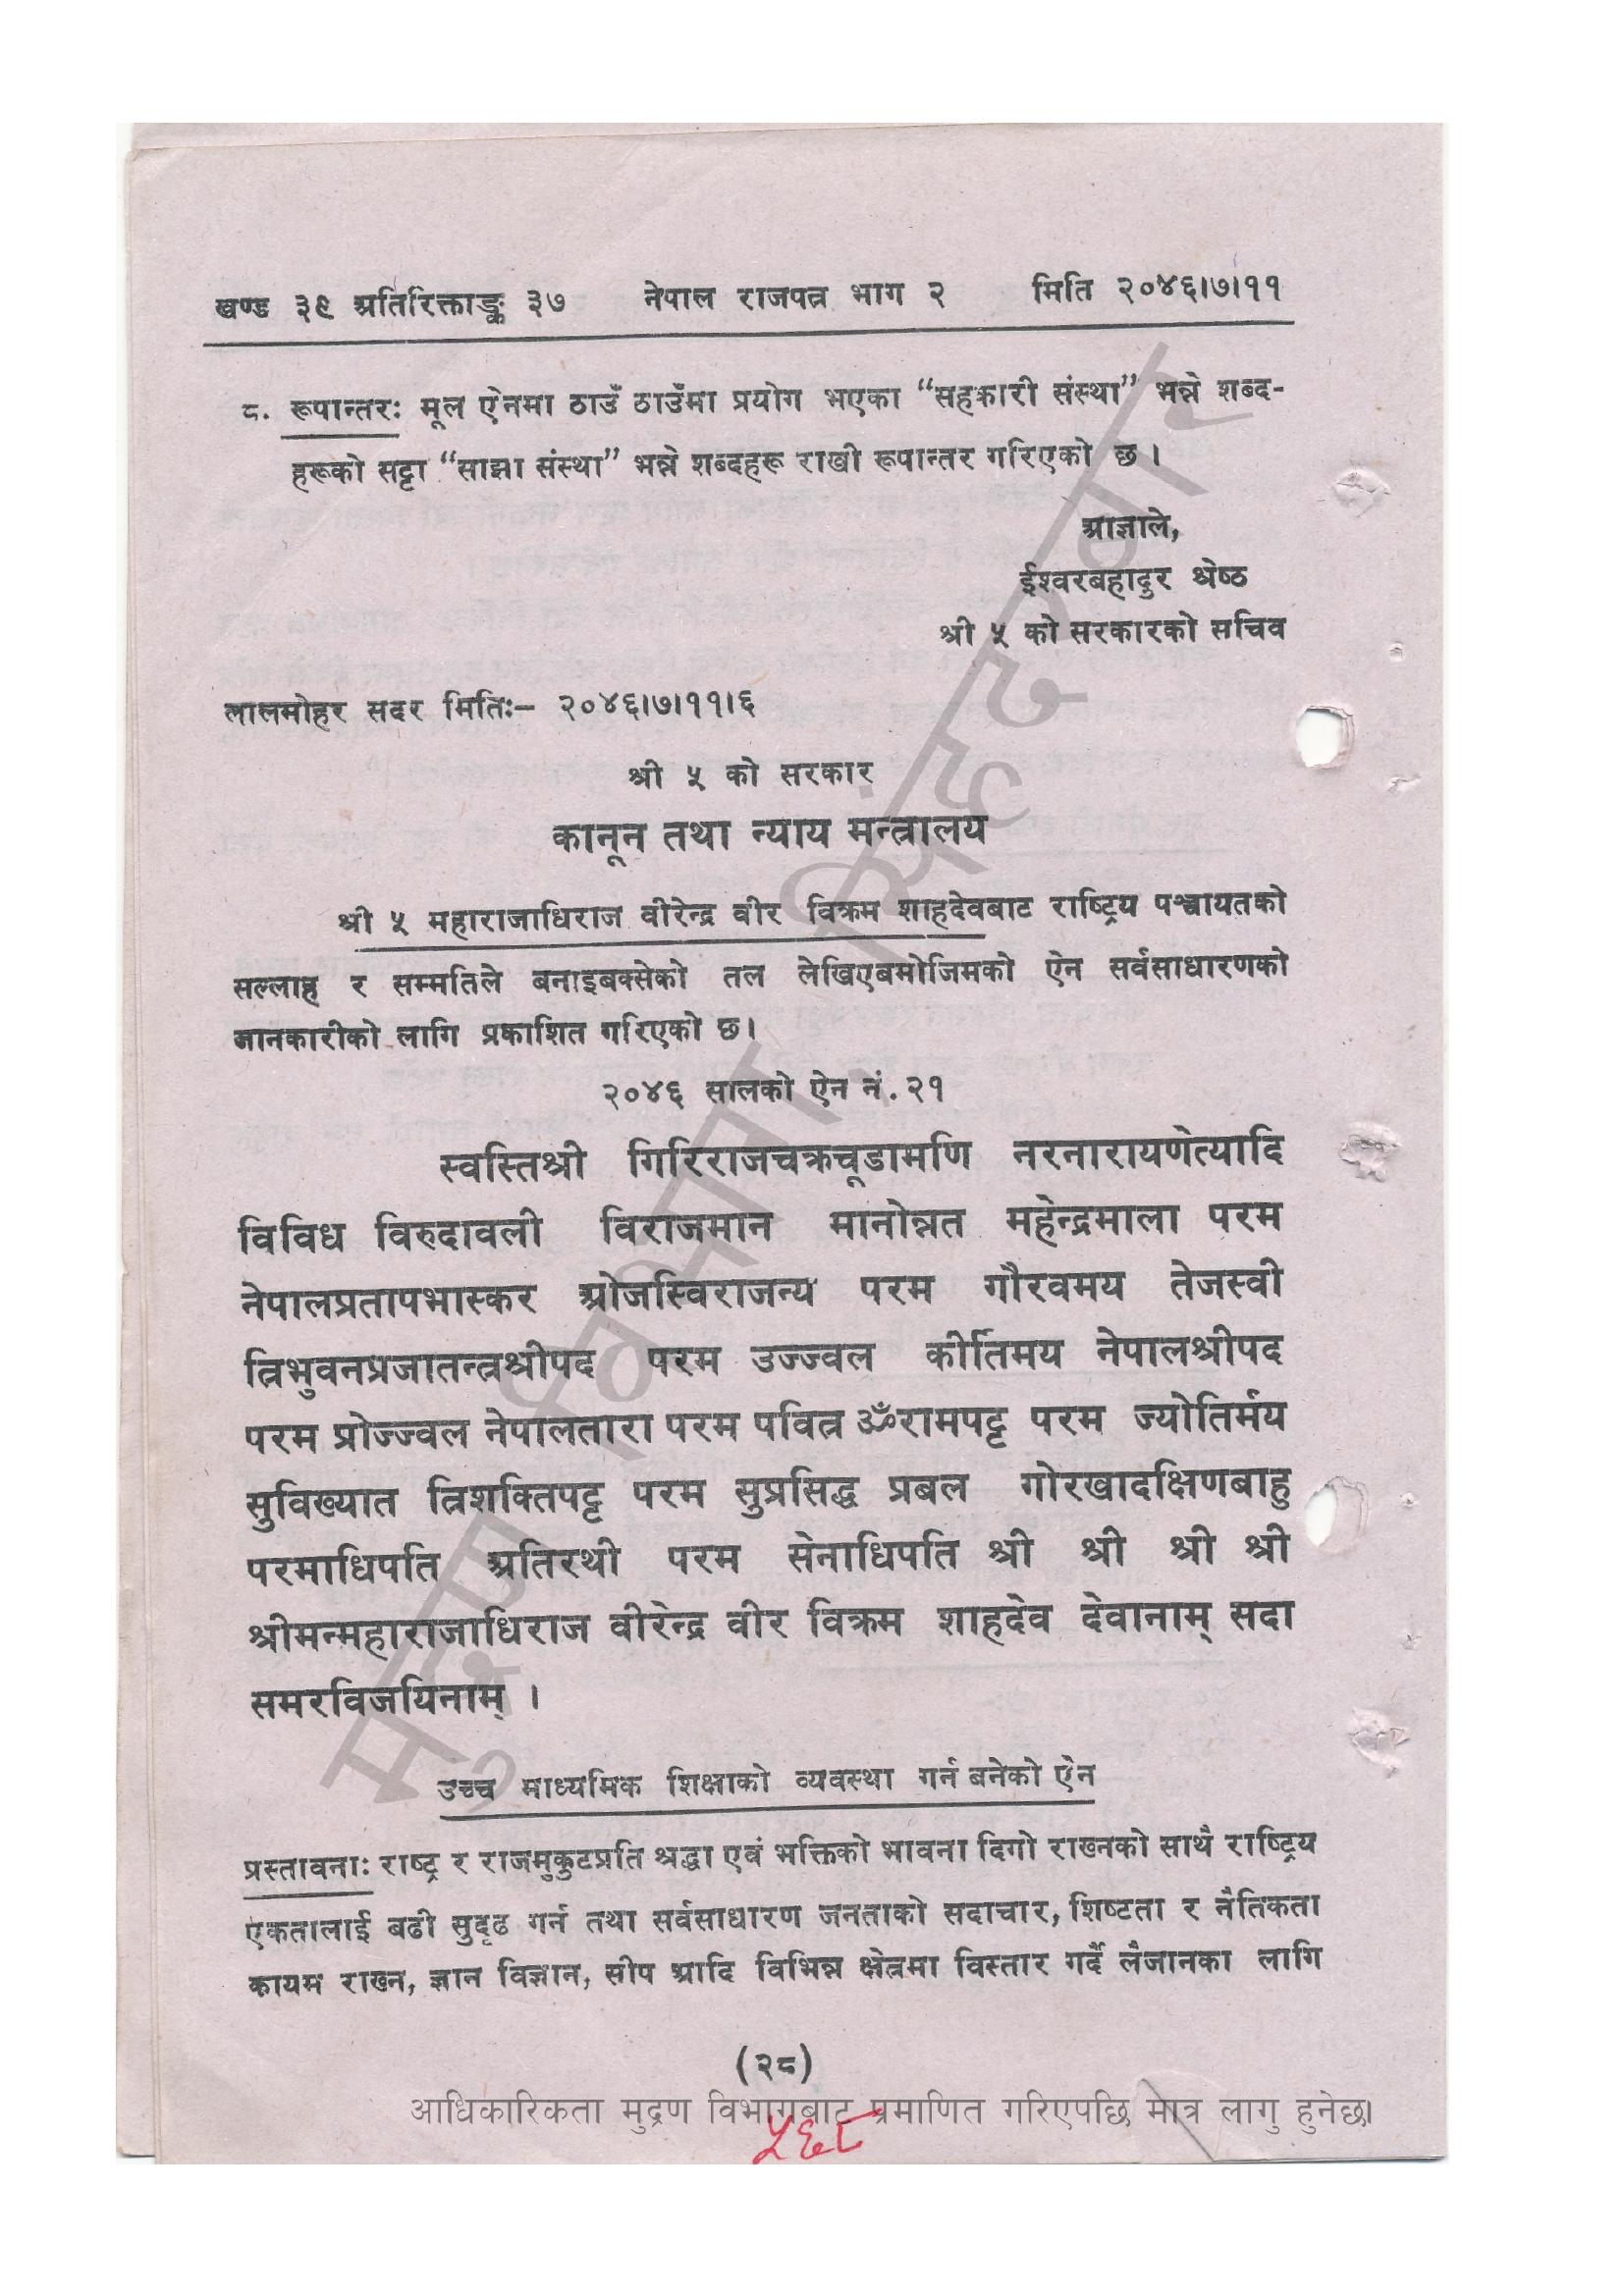 खण्ड ३९ अतिरिक्ताङ्क ३७ नेपाल राजपत्र भाग २ मिति २०४६।७।११
८. रूपान्तरः मूल ऐनमा ठाउँ ठाउँमा प्रयोग भएका “सहकारी संस्था” भन्ने शब्द-
हरूको सट्टा “साझा संस्था” भन्ने शब्दहरू राखी रूपान्तर गरिएको छ ।
आज्ञाले,
ईश्वरबहादुर श्रेष्ठ
श्री ५ को सरकारको सचिव
लालमोहर सदर मितिः– २०४६।७।११।६
श्री ५ को सरकार
कानून तथा न्याय मन्त्रालय
श्री ५ महाराजाधिराज वीरेन्द्र वीर विक्रम शाहदेवबाट राष्ट्रिय पञ्चायतको
सल्लाह र सम्मतिले बनाइबक्सेको तल लेखिएबमोजिमको ऐन सर्वसाधारणको
जानकारीको लागि प्रकाशित गरिएको छ।
२०४६ सालको ऐन नं. २१
स्वस्तिश्री गिरिराजचक्रचूडामणि नरनारायणेत्यादि
विविध विरुदावली विराजमान मानोन्नत महेन्द्रमाला परम
नेपालप्रतापभास्कर ओजस्विराजन्य परम गौरवमय तेजस्वी
त्रिभुवनप्रजातन्त्रश्रीपद परम उज्ज्वल कीर्तिमय नेपालश्रीपद
परम प्रोज्ज्वल नेपालतारा परम पवित्र ॐरामपट्ट परम ज्योतिर्मय
सुविख्यात त्रिशक्तिपट्ट परम सुप्रसिद्ध प्रबल गोरखादक्षिणबाहु
परमाधिपति अतिरथी परम सेनाधिपति श्री श्री श्री श्री
श्रीमन्महाराजाधिराज वीरेन्द्र वीर विक्रम शाहदेव देवानाम् सदा
समरविजयिनाम् ।
उच्च माध्यमिक शिक्षाको व्यवस्था गर्न बनेको ऐन
प्रस्तावनाः राष्ट्र र राजमुकुटप्रति श्रद्धा एवं भक्तिको भावना दिगो राख्नको साथै राष्ट्रिय
एकतालाई बढी सुदृढ गर्न तथा सर्वसाधारण जनताको सदाचार, शिष्टता र नैतिकता
कायम राख्न, ज्ञान विज्ञान, सीप आदि विभिन्न क्षेत्रमा विस्तार गर्दै लैजानका लागि
(२८)
आधिकारिकता मुद्रण विभागबाट प्रमाणित गरिएपछि मात्र लागु हुनेछ।
५६८
मुद्रण विभाग, सिंहदरबार